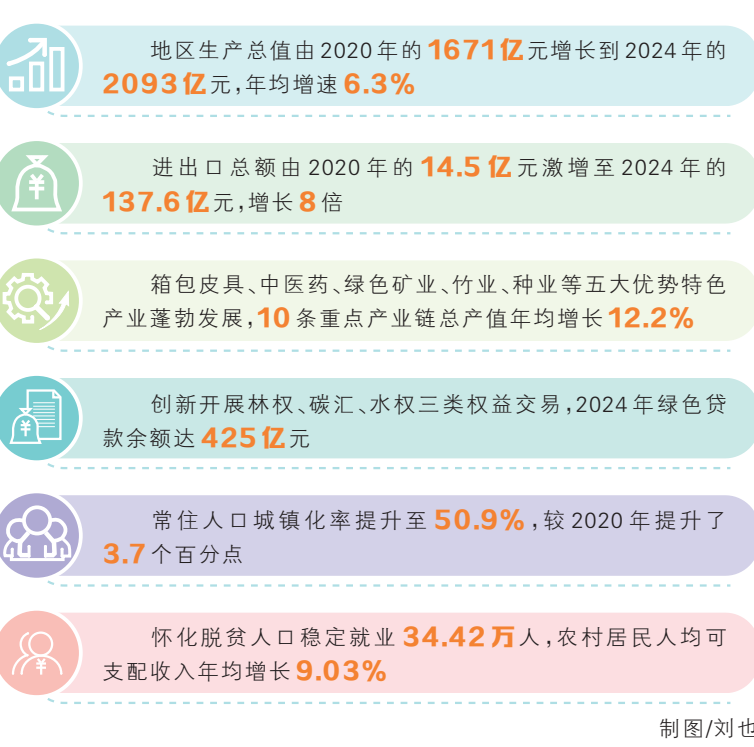 地区生产总值由2020年的1671亿元增长到2024年的
2093亿元,年均增速6.3%
进出口总额由2020年的14.5亿元激增至2024年的
137.6亿元,增长8倍
箱包皮具、中医药、绿色矿业、竹业、种业等五大优势特色
产业蓬勃发展,10条重点产业链总产值年均增长12.2%
创新开展林权、碳汇、水权三类权益交易,2024年绿色贷
款余额达425亿元
常住人口城镇化率提升至50.9%,较2020年提升了
3.7个百分点
怀化脱贫人口稳定就业34.42万人,农村居民人均可
支配收入年均增长9.03%
制图/刘也